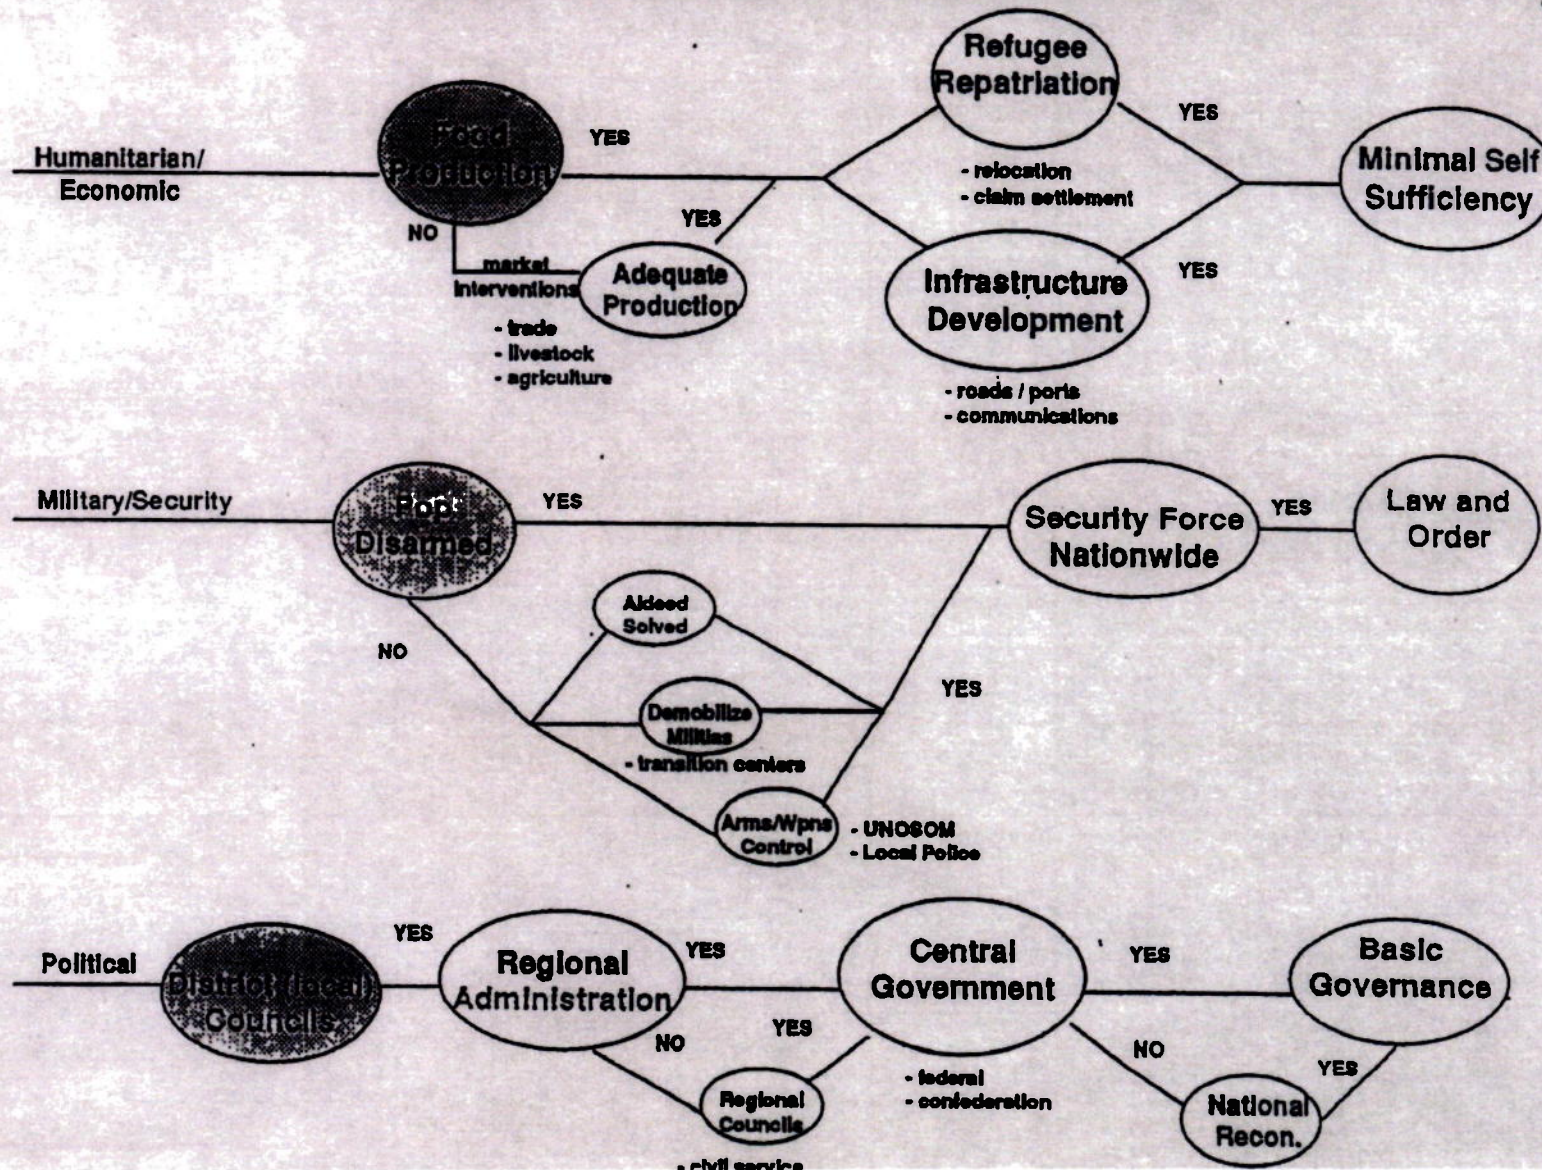 Humanitarian/
Economic
Food
Production
YES
NO
market
interventions
- trade
- livestock
- agriculture
YES
Adequate
Production
Refugee
Repatriation
- relocation
- claim settlement
YES
Infrastructure
Development
- roads / ports
- communications
YES
Minimal Self
Sufficiency
Military/Security
Pop.
Disarmed
YES
NO
Aideed
Solved
Demobilize
Militias
- transition centers
Arms/Wpns
Control
- UNOSOM
- Local Police
YES
Security Force
Nationwide
YES
Law and
Order
Political
District (local)
Councils
YES
Regional
Administration
YES
NO
Regional
Councils
- civil service
YES
Central
Government
- federal
- confederation
YES
NO
National
Recon.
YES
Basic
Governance